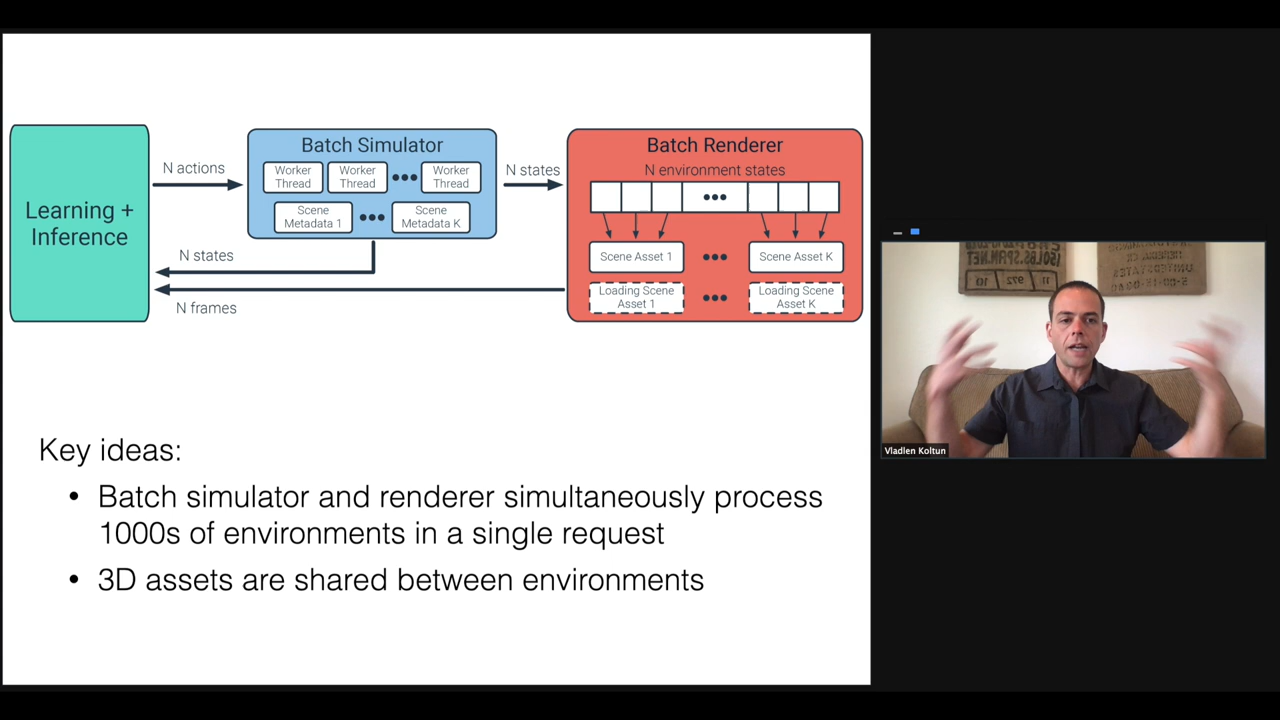 Batch Simulator
Batch Renderer
N actions
Worker
Thread
Worker
Thread
Worker
Thread
N states
N environment states
Learning +
Inference
Scene
Metadata 1
Scene
Metadata K
N states
Scene Asset 1
Scene Asset K
N frames
Loading Scene
Asset 1
Loading Scene
Asset K
Key ideas:
• Batch simulator and renderer simultaneously process
1000s of environments in a single request
• 3D assets are shared between environments
Vladlen Koltun